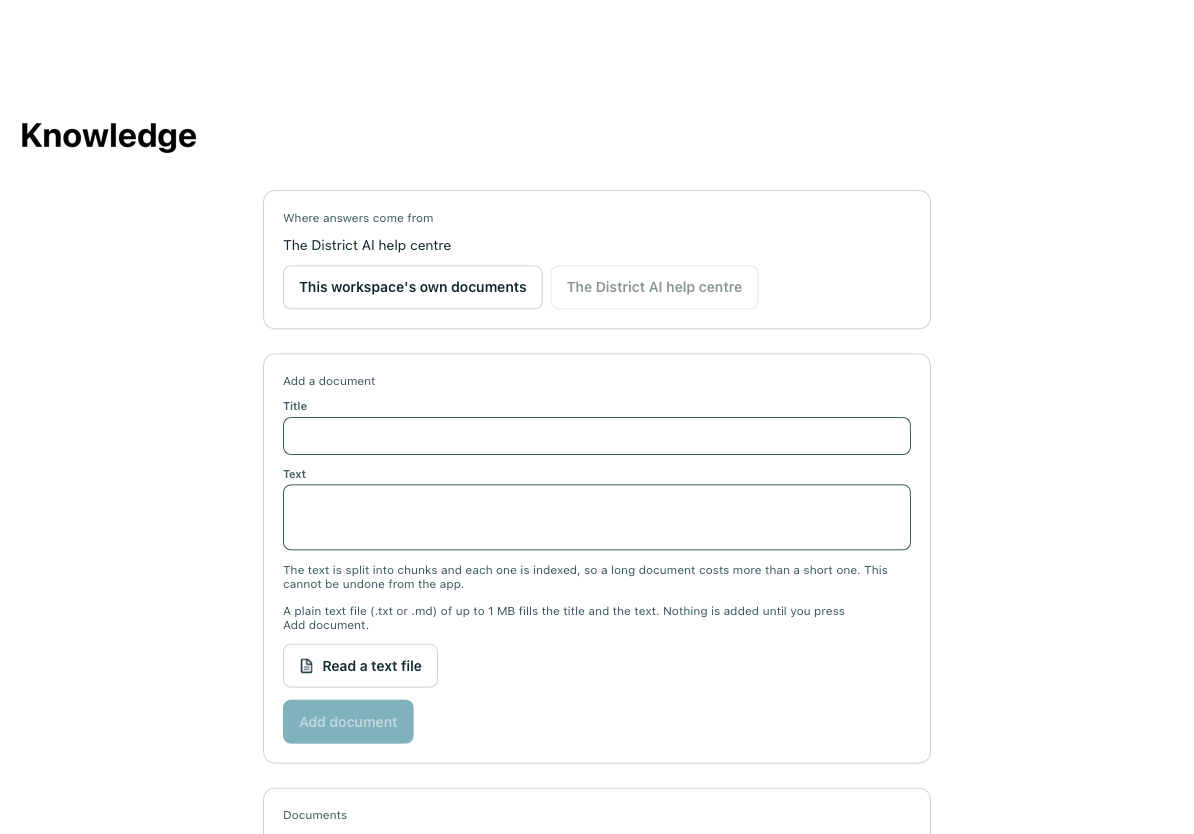 Knowledge
Where answers come from
The District AI help centre
This workspace's own documents
The District AI help centre
Add a document
Title
Text
The text is split into chunks and each one is indexed, so a long document costs more than a short one. This
cannot be undone from the app.
A plain text file (.txt or .md) of up to 1 MB fills the title and the text. Nothing is added until you press
Add document.
Read a text file
Add document
Documents